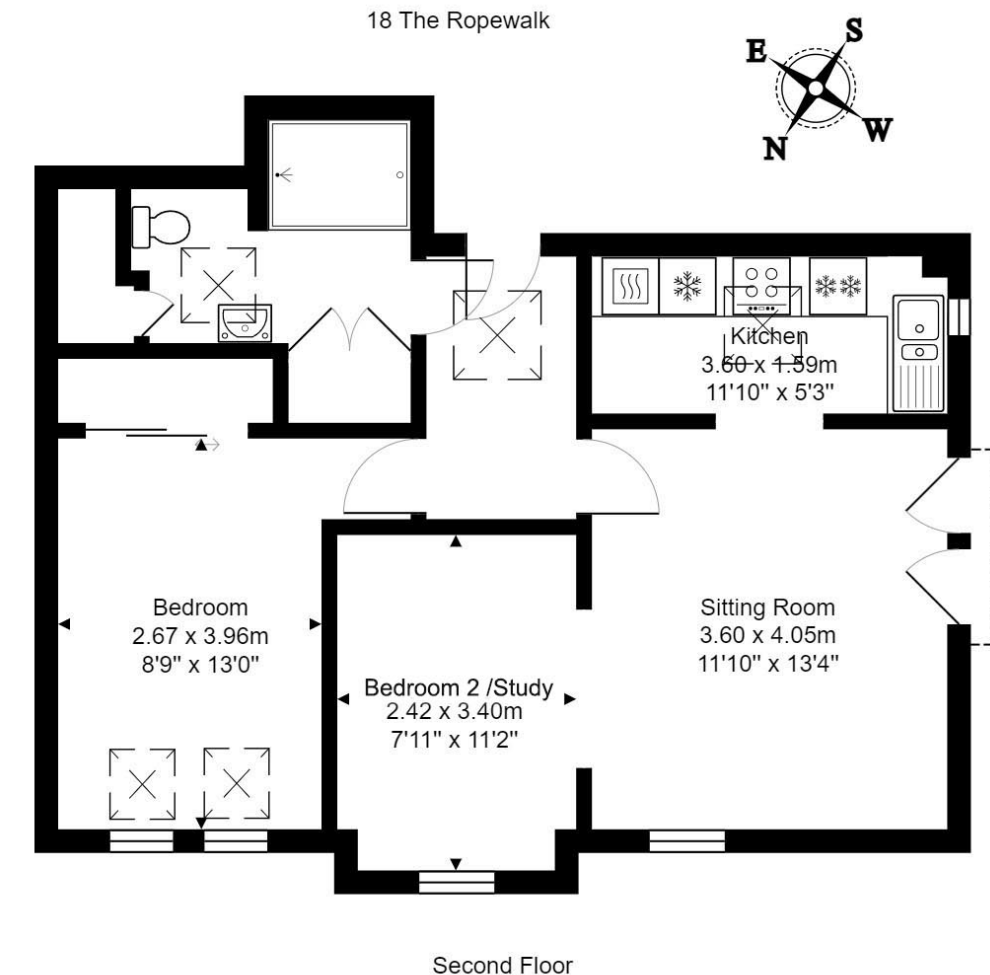 18 The Ropewalk
S
E
W
N
Kitchen
3.60 x 1.59m
11'10" x 5'3"
Bedroom
2.67 x 3.96m
8'9" x 13'0"
Sitting Room
3.60 x 4.05m
11'10" x 13'4"
Bedroom 2 /Study
2.42 x 3.40m
7'11" x 11'2"
Second Floor